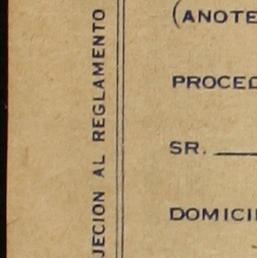 JECION AL REGLAMENTO
(ANOTE
PROCED
SR.
DOMICI